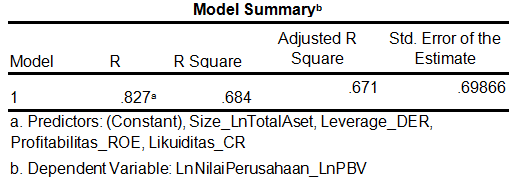 Model Summaryᵇ
Model R R Square Adjusted R Square Std. Error of the Estimate
1 .827ᵃ .684 .671 .69866
a. Predictors: (Constant), Size_LnTotalAset, Leverage_DER,
Profitabilitas_ROE, Likuiditas_CR
b. Dependent Variable: LnNilaiPerusahaan_LnPBV